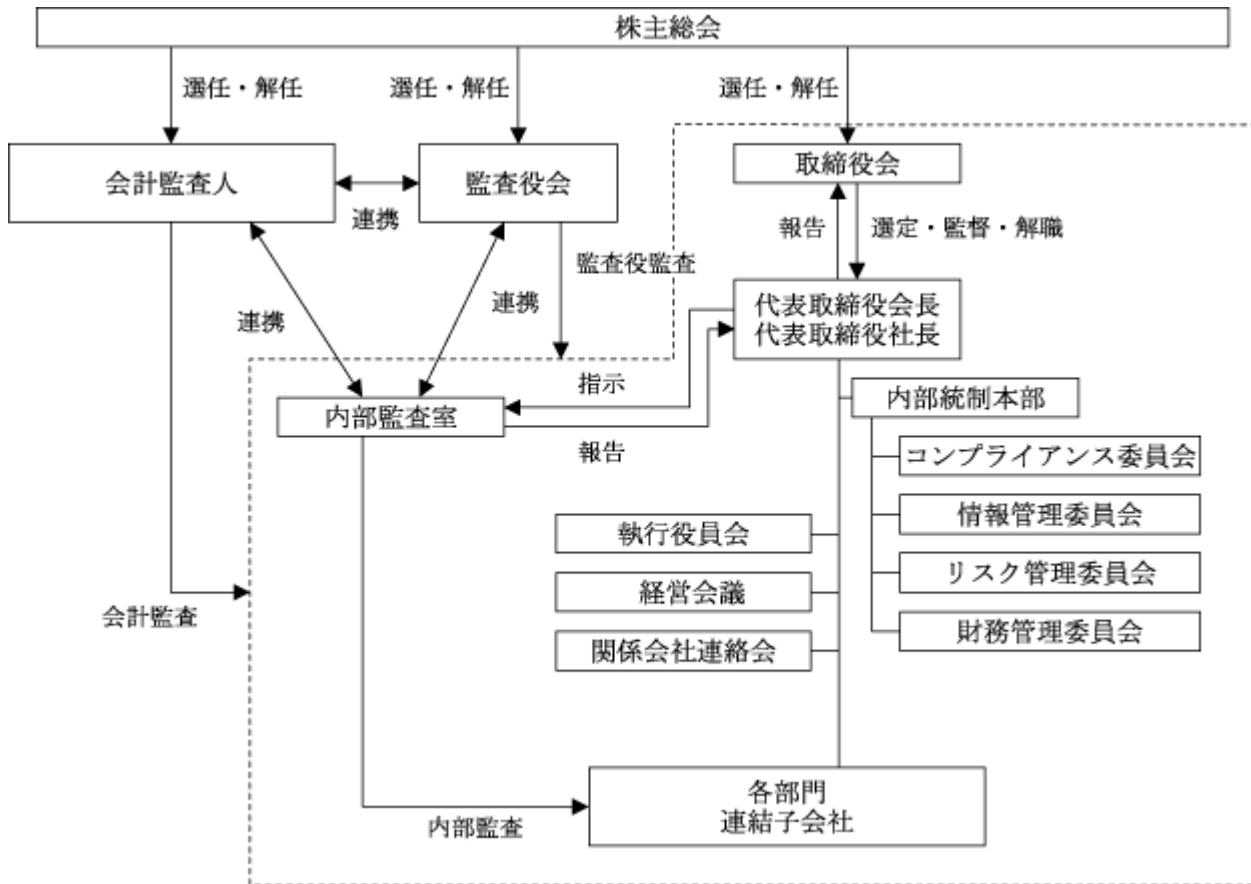 株主総会
選任・解任
選任・解任
選任・解任
会計監査人
連携
監査役会
取締役会
報告
選定・監督・解職
監査役監査
連携
連携
代表取締役会長
代表取締役社長
指示
内部監査室
報告
内部統制本部
コンプライアンス委員会
情報管理委員会
リスク管理委員会
財務管理委員会
執行役員会
経営会議
関係会社連絡会
会計監査
内部監査
各部門
連結子会社